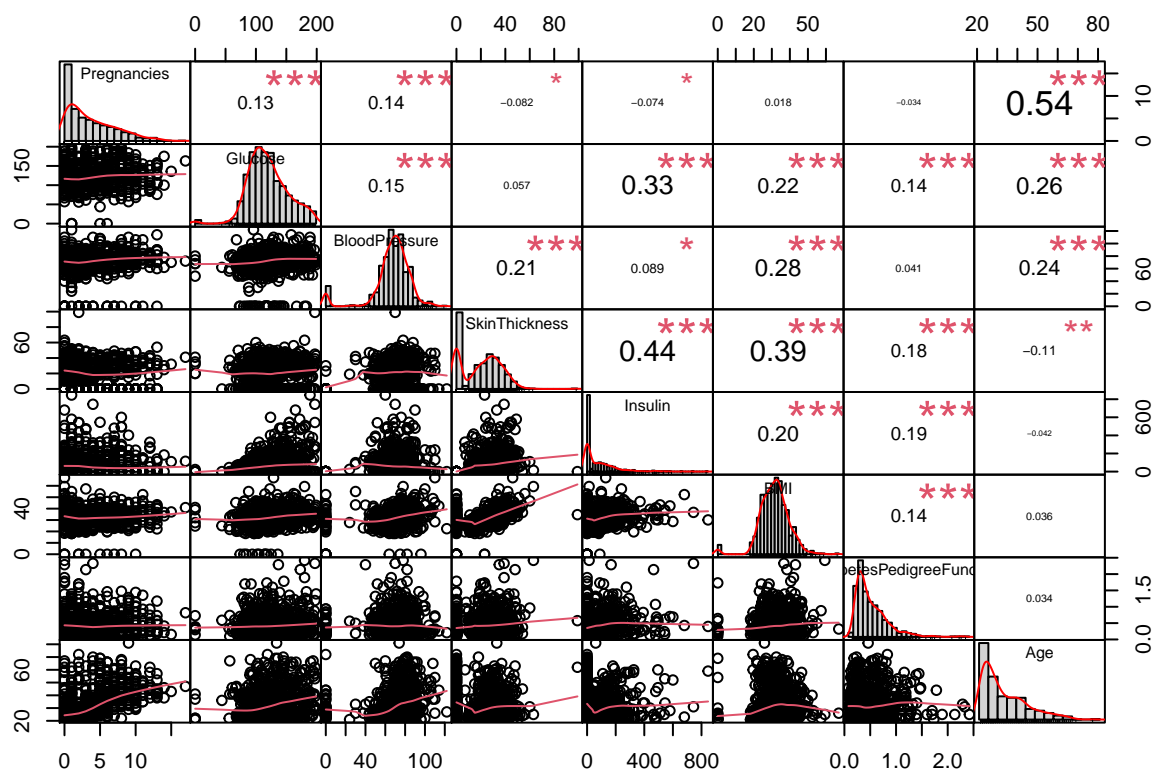 0 100 200 0 40 80 0 20 40 20 50 80
Pregnancies *** 0.13 *** 0.14 * −0.082 * −0.074 0.018 −0.034 *** 0.54 0 10
0 150 Glucose *** 0.15 0.057 *** 0.33 *** 0.22 *** 0.14 *** 0.26
BloodPressure *** 0.21 * 0.089 *** 0.28 0.041 *** 0.24 0 60
0 60 SkinThickness *** 0.44 *** 0.39 *** 0.18 ** −0.11
Insulin *** 0.20 *** 0.19 −0.042 0 600
0 40 BMI *** 0.14 0.036
betesPedigreeFunc 0.034 0.0 1.5
20 60 Age
0 5 10 0 40 100 0 400 800 0.0 1.0 2.0